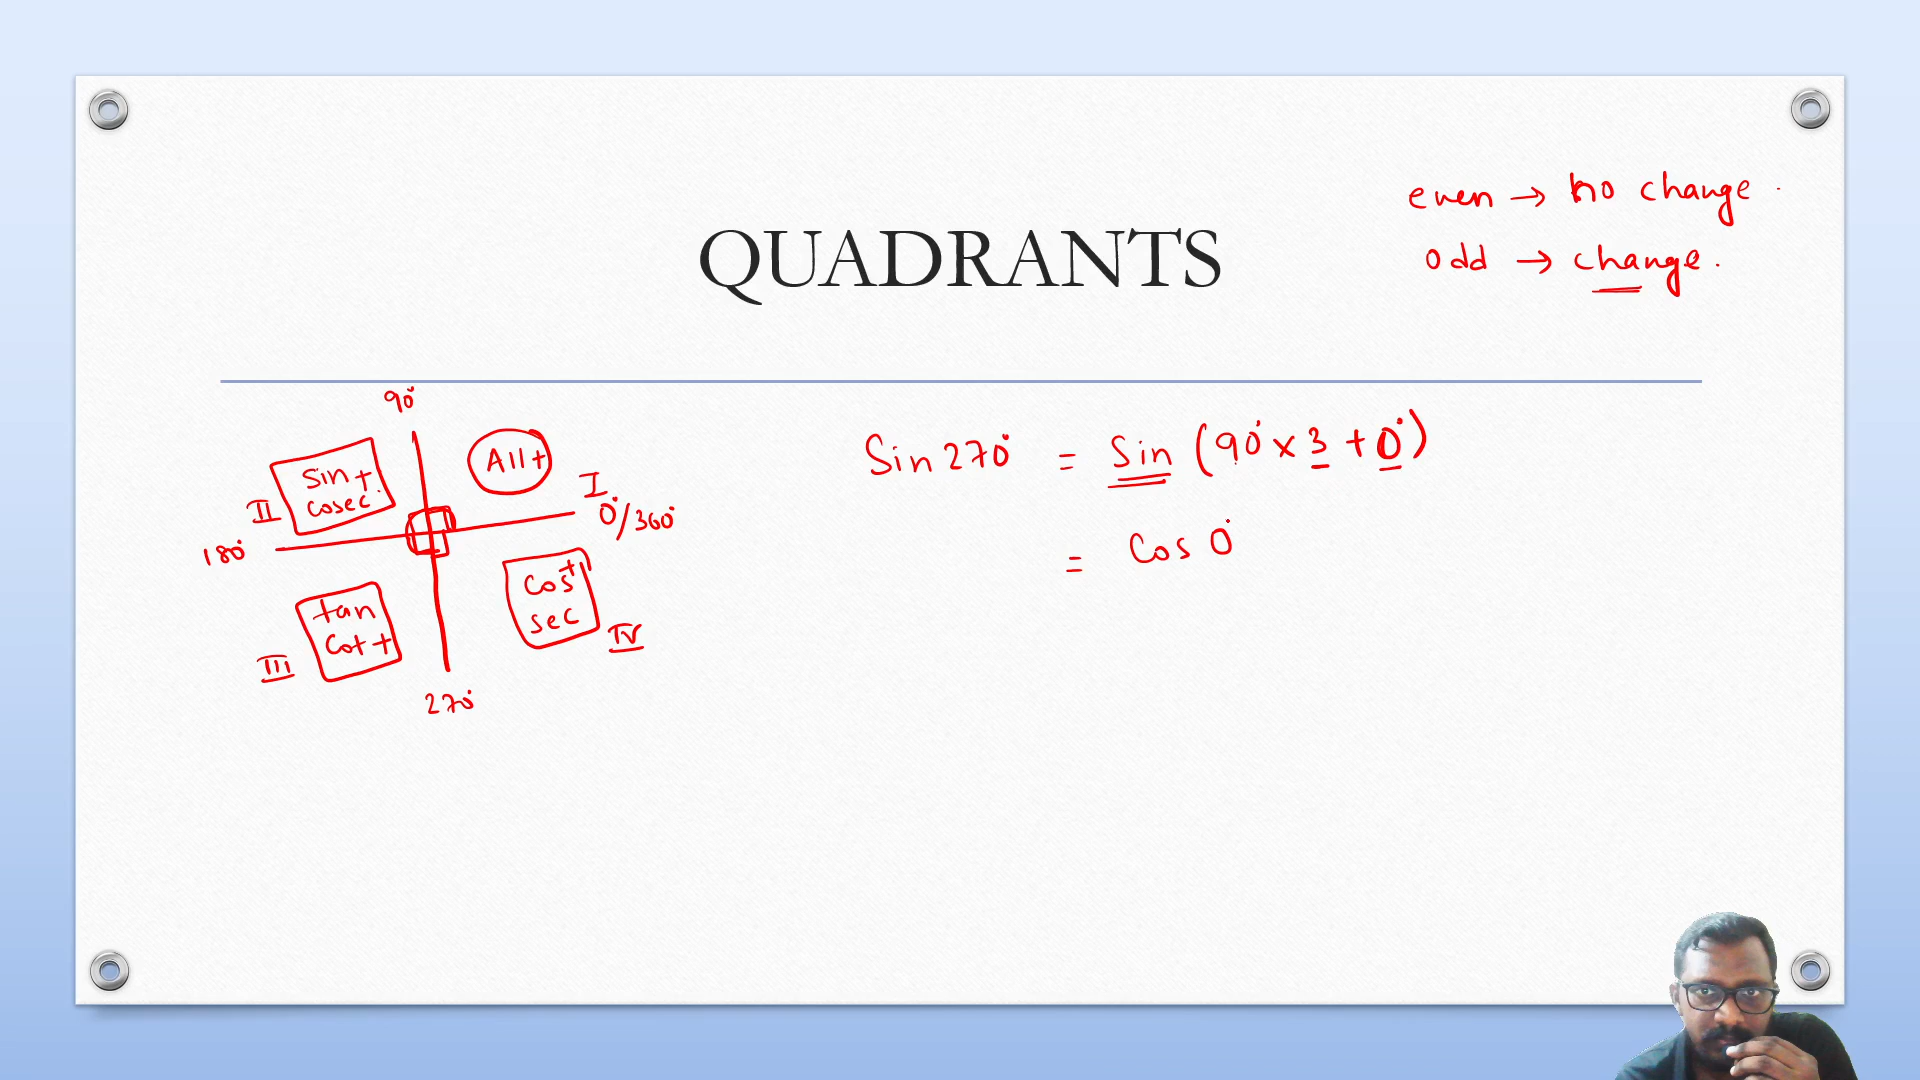 even → no change.
odd → change.
QUADRANTS
90°
Sin +
cosec.
II
All+
I
0°/360°
180°
tan
Cot +
III
Cos +
sec
IV
270°
Sin 270° = Sin (90° × 3 + 0°)
= Cos 0°